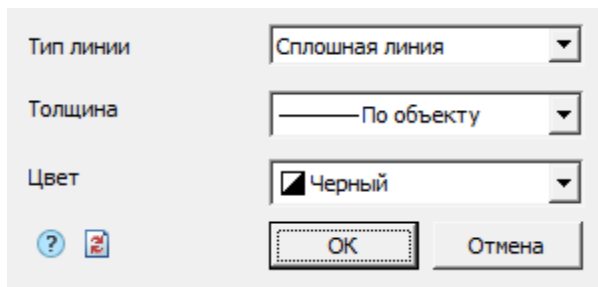 Тип линии Сплошная линия
Толщина По объекту
Цвет Черный
? OK Отмена